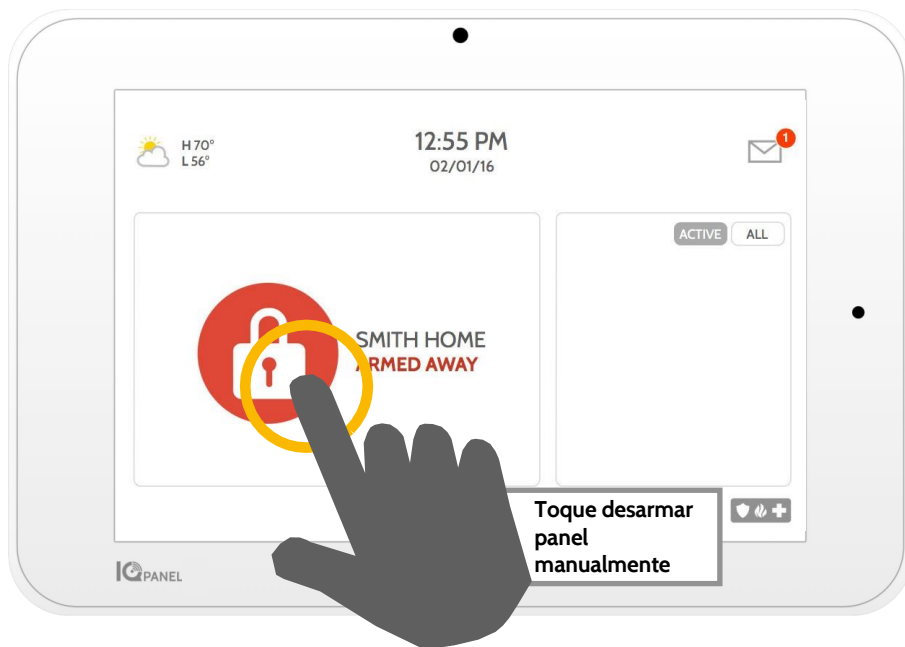 H 70°
L 56°
12:55 PM
02/01/16
1
ACTIVE
ALL
SMITH HOME
ARMED AWAY
Toque desarmar
panel
manualmente
IQ PANEL